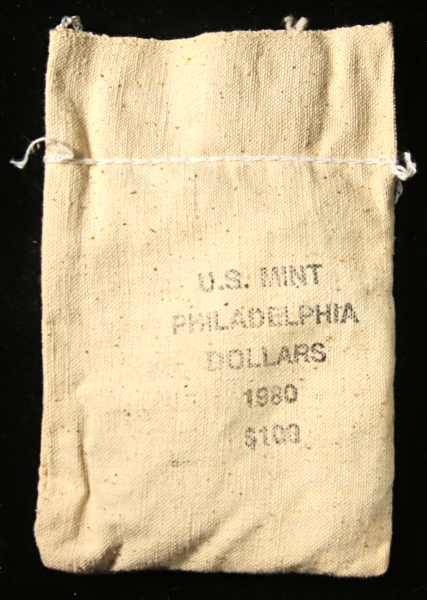 U.S. MINT
PHILADELPHIA
DOLLARS
1980
$100